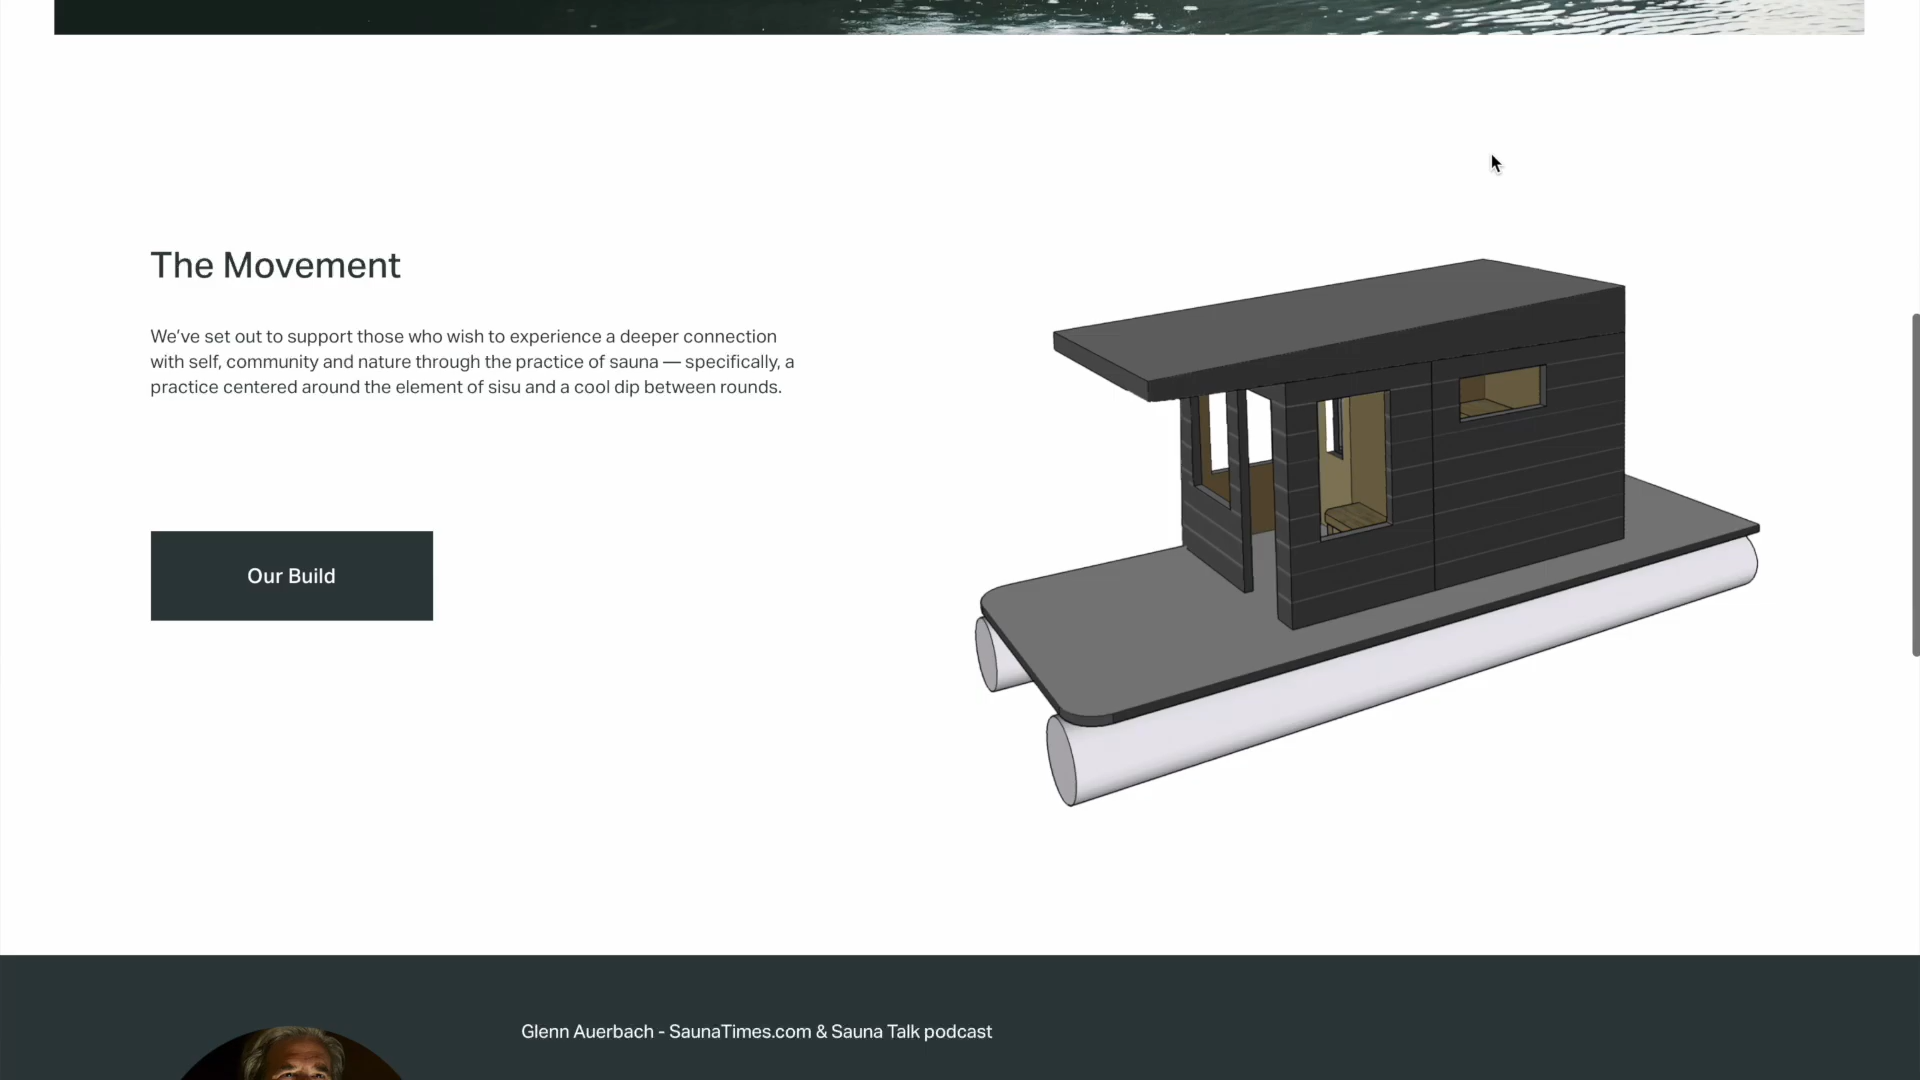 The Movement
We’ve set out to support those who wish to experience a deeper connection
with self, community and nature through the practice of sauna — specifically, a
practice centered around the element of sisu and a cool dip between rounds.
Our Build
Glenn Auerbach - SaunaTimes.com & Sauna Talk podcast